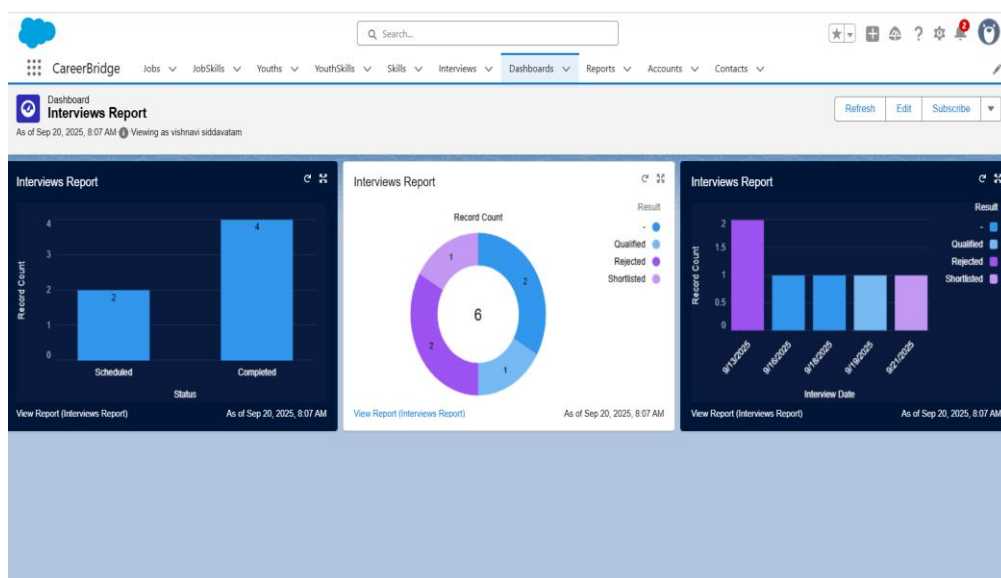 Search...
2
CareerBridge Jobs JobSkills Youths YouthSkills Skills Interviews Dashboards Reports Accounts Contacts
Dashboard
Interviews Report
As of Sep 20, 2025, 8:07 AM Viewing as vishnavi siddavatam
Refresh Edit Subscribe
Interviews Report
Record Count
4
3
2
1
0
2
4
Scheduled Completed
Status
View Report (Interviews Report) As of Sep 20, 2025, 8:07 AM
Interviews Report
Record Count
Result
-
Qualified
Rejected
Shortlisted
1
2
6
2
1
View Report (Interviews Report) As of Sep 20, 2025, 8:07 AM
Interviews Report
Result
-
Qualified
Rejected
Shortlisted
Record Count
2
1.5
1
0.5
0
9/13/2025 9/16/2025 9/18/2025 9/19/2025 9/21/2025
Interview Date
View Report (Interviews Report) As of Sep 20, 2025, 8:07 AM